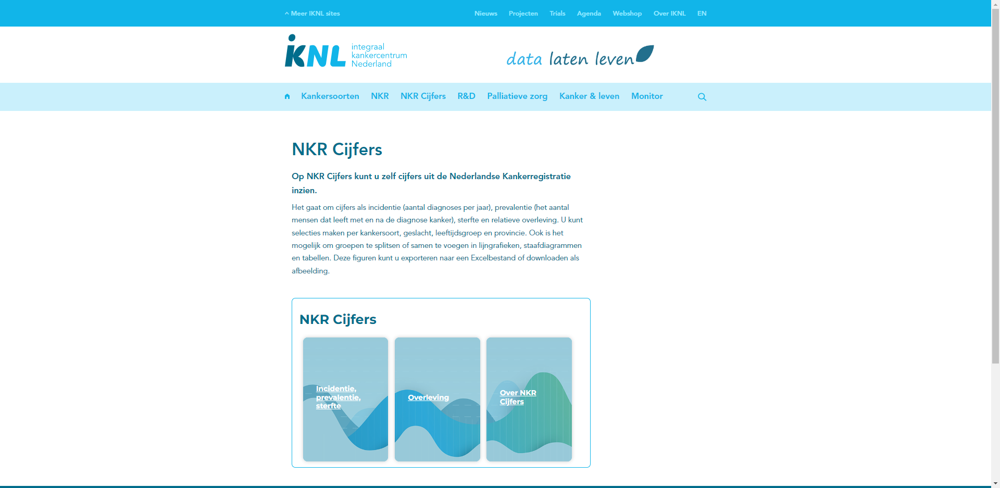 Meer IKNL sites
Nieuws Projecten Trials Agenda Webshop Over IKNL EN
iKNL
integraal
kankercentrum
Nederland
data laten leven
Kankersoorten NKR NKR Cijfers R&D Palliatieve zorg Kanker & leven Monitor
NKR Cijfers
Op NKR Cijfers kunt u zelf cijfers uit de Nederlandse Kankerregistratie
inzien.
Het gaat om cijfers als incidentie (aantal diagnoses per jaar), prevalentie (het aantal
mensen dat leeft met en na de diagnose kanker), sterfte en relatieve overleving. U kunt
selecties maken per kankersoort, geslacht, leeftijdsgroep en provincie. Ook is het
mogelijk om groepen te splitsen of samen te voegen in lijngrafieken, staafdiagrammen
en tabellen. Deze figuren kunt u exporteren naar een Excelbestand of downloaden als
afbeelding.
NKR Cijfers
Incidentie,
prevalentie,
sterfte
Overleving
Over NKR
Cijfers